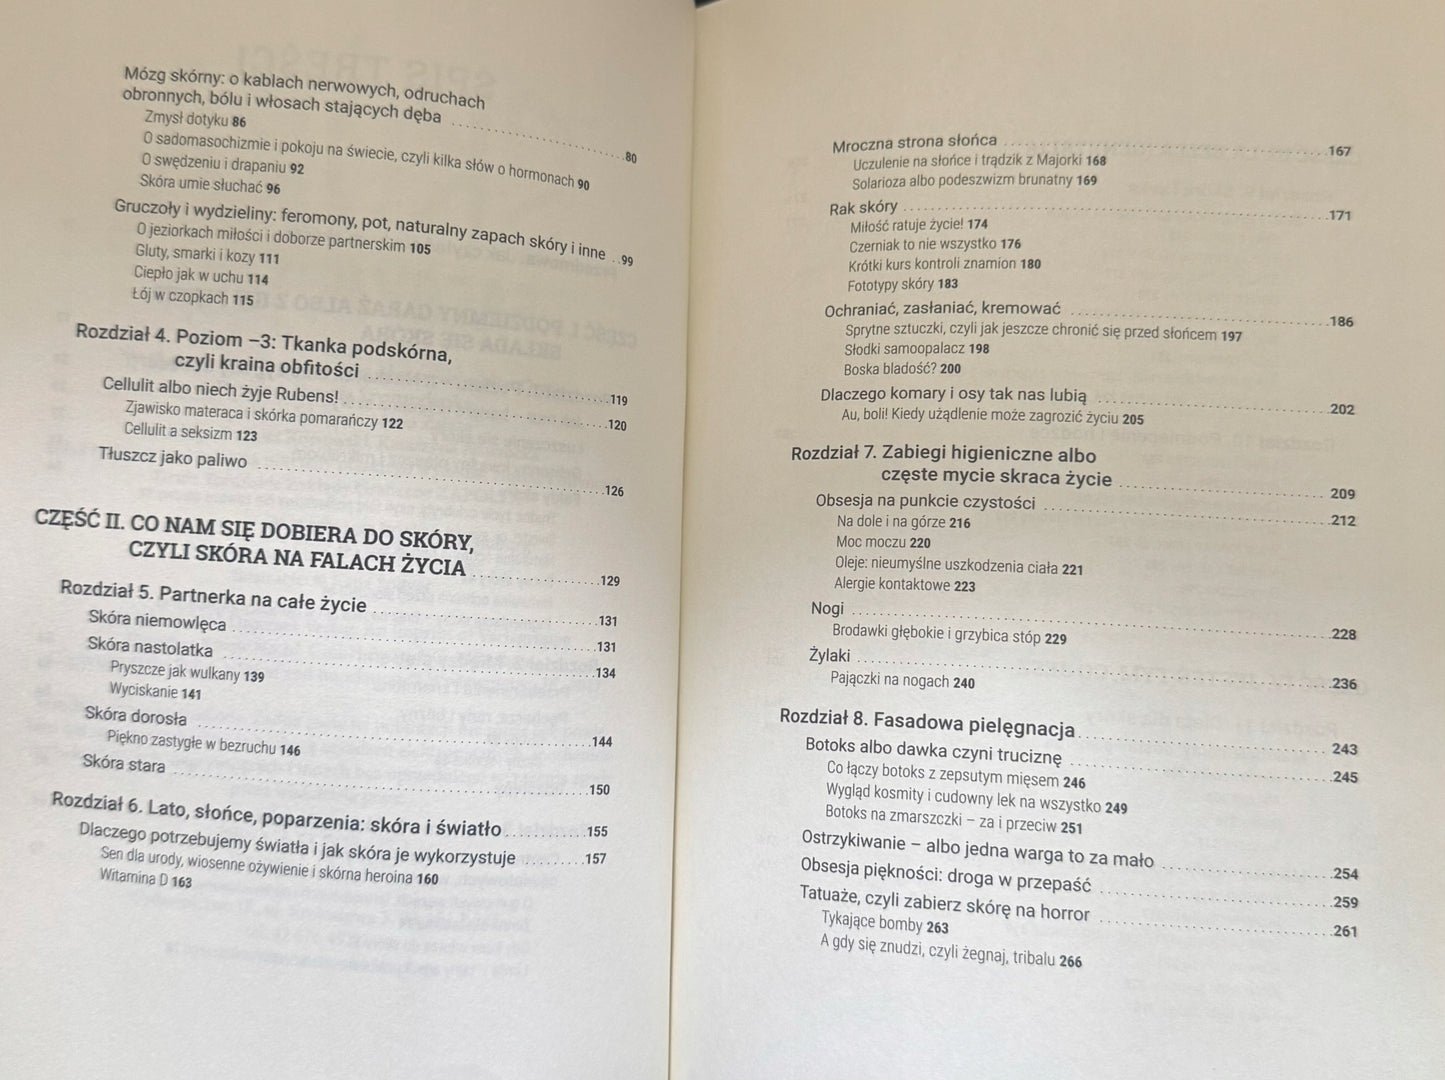 Mózg skórny: o kablach nerwowych, odruchach
obronnych, bólu i włosach stających dęba ..... 80
Zmysł dotyku 86
O sadomasochizmie i pokoju na świecie, czyli kilka słów o hormonach 90
O swędzeniu i drapaniu 92
Skóra umie słuchać 96
Gruczoły i wydzieliny: feromony, pot, naturalny zapach skóry i inne .. 99
O jeziorkach miłości i doborze partnerskim 105
Gluty, smarki i kozy 111
Ciepło jak w uchu 114
Łój w czopkach 115
Rozdział 4. Poziom –3: Tkanka podskórna,
czyli kraina obfitości ..... 119
Cellulit albo niech żyje Rubens! ..... 120
Zjawisko materaca i skórka pomarańczy 122
Cellulit a seksizm 123
Tłuszcz jako paliwo ..... 126
CZĘŚĆ II. CO NAM SIĘ DOBIERA DO SKÓRY,
CZYLI SKÓRA NA FALACH ŻYCIA ..... 129
Rozdział 5. Partnerka na całe życie ..... 131
Skóra niemowlęca ..... 131
Skóra nastolatka ..... 134
Pryszcze jak wulkany 139
Wyciskanie 141
Skóra dorosła ..... 144
Piękno zastygłe w bezruchu 146
Skóra stara ..... 150
Rozdział 6. Lato, słońce, poparzenia: skóra i światło ..... 155
Dlaczego potrzebujemy światła i jak skóra je wykorzystuje ..... 157
Sen dla urody, wiosenne ożywienie i skórna heroina 160
Witamina D 163
Mroczna strona słońca ..... 167
Uczulenie na słońce i trądzik z Majorki 168
Solarioza albo podeszwizm brunatny 169
Rak skóry ..... 171
Miłość ratuje życie! 174
Czerniak to nie wszystko 176
Krótki kurs kontroli znamion 180
Fototypy skóry 183
Ochraniać, zasłaniać, kremować ..... 186
Sprytne sztuczki, czyli jak jeszcze chronić się przed słońcem 197
Słodki samoopalacz 198
Boska bladość? 200
Dlaczego komary i osy tak nas lubią ..... 202
Au, boli! Kiedy użądlenie może zagrozić życiu 205
Rozdział 7. Zabiegi higieniczne albo
częste mycie skraca życie ..... 209
Obsesja na punkcie czystości ..... 212
Na dole i na górze 216
Moc moczu 220
Oleje: nieumyślne uszkodzenia ciała 221
Alergie kontaktowe 223
Nogi ..... 228
Brodawki głębokie i grzybica stóp 229
Żylaki ..... 236
Pajączki na nogach 240
Rozdział 8. Fasadowa pielęgnacja ..... 243
Botoks albo dawka czyni truciznę ..... 245
Co łączy botoks z zepsutym mięsem 246
Wygląd kosmity i cudowny lek na wszystko 249
Botoks na zmarszczki – za i przeciw 251
Ostrzykiwanie – albo jedna warga to za mało ..... 254
Obsesja piękności: droga w przepaść ..... 259
Tatuaże, czyli zabierz skórę na horror ..... 261
Tykające bomby 263
A gdy się znudzi, czyli żegnaj, tribalu 266